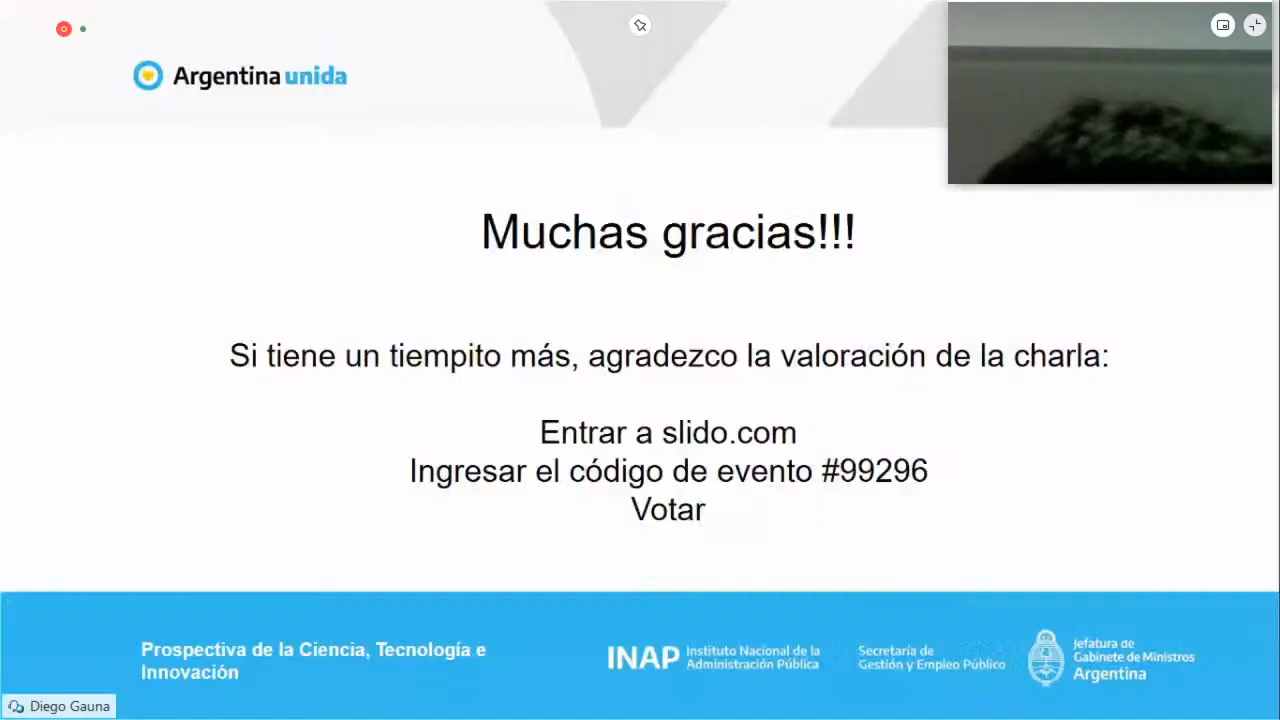 Argentina unida
Muchas gracias!!!
Si tiene un tiempito más, agradezco la valoración de la charla:
Entrar a slido.com
Ingresar el código de evento #99296
Votar
Prospectiva de la Ciencia, Tecnología e
Innovación
INAP
Instituto Nacional de la
Administración Pública
Secretaría de
Gestión y Empleo Público
Jefatura de
Gabinete de Ministros
Argentina
Diego Gauna